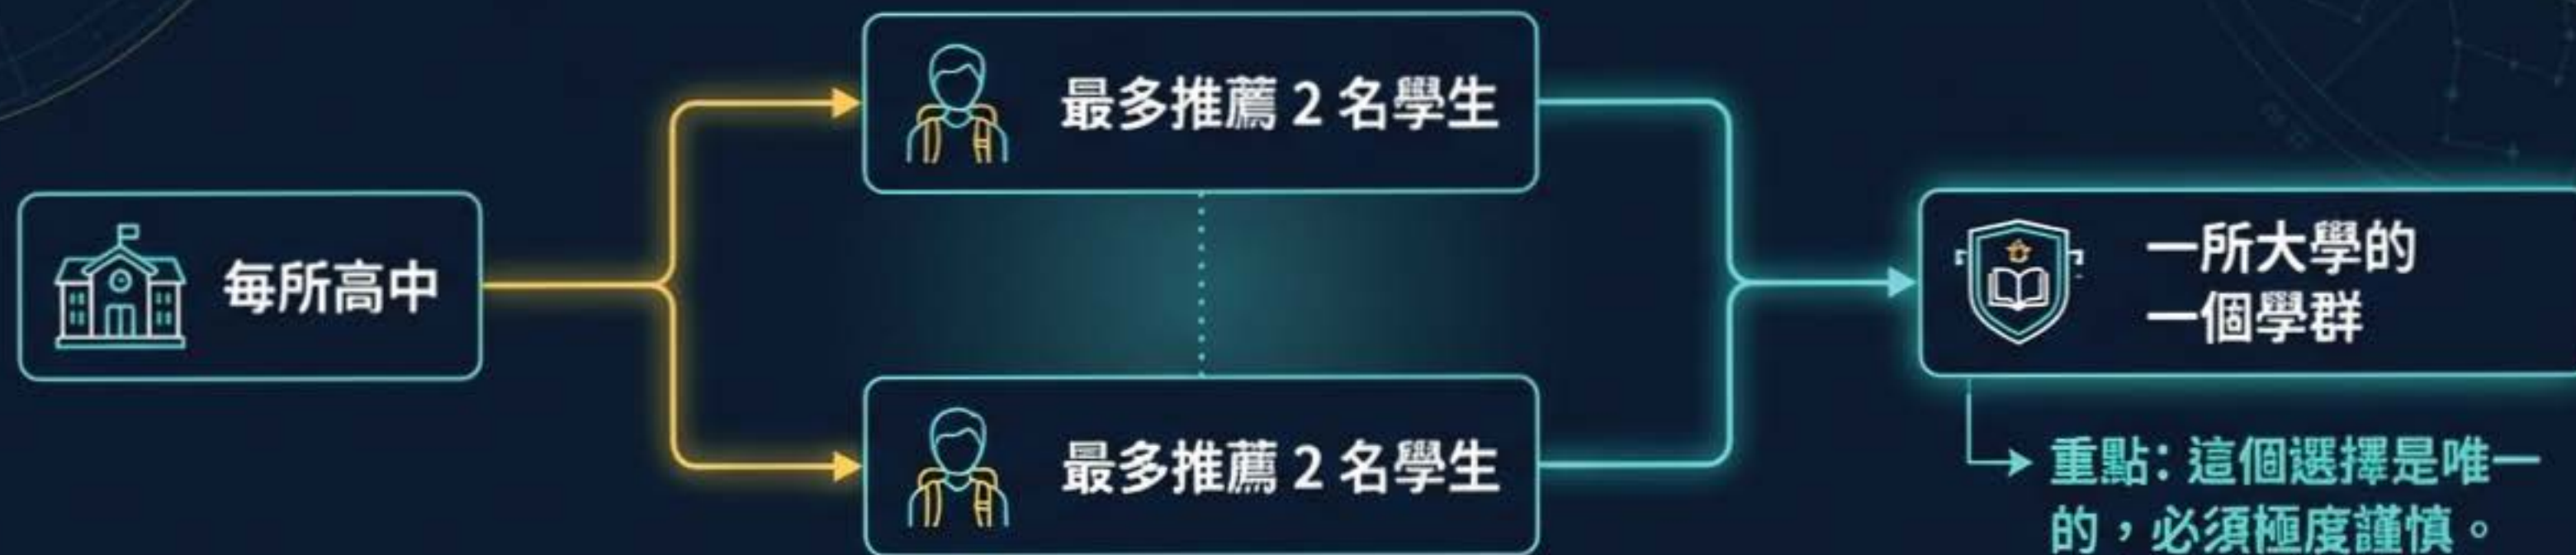 每所高中
最多推薦 2 名學生
最多推薦 2 名學生
一所大學的
一個學群
重點：這個選擇是唯一
的，必須極度謹慎。